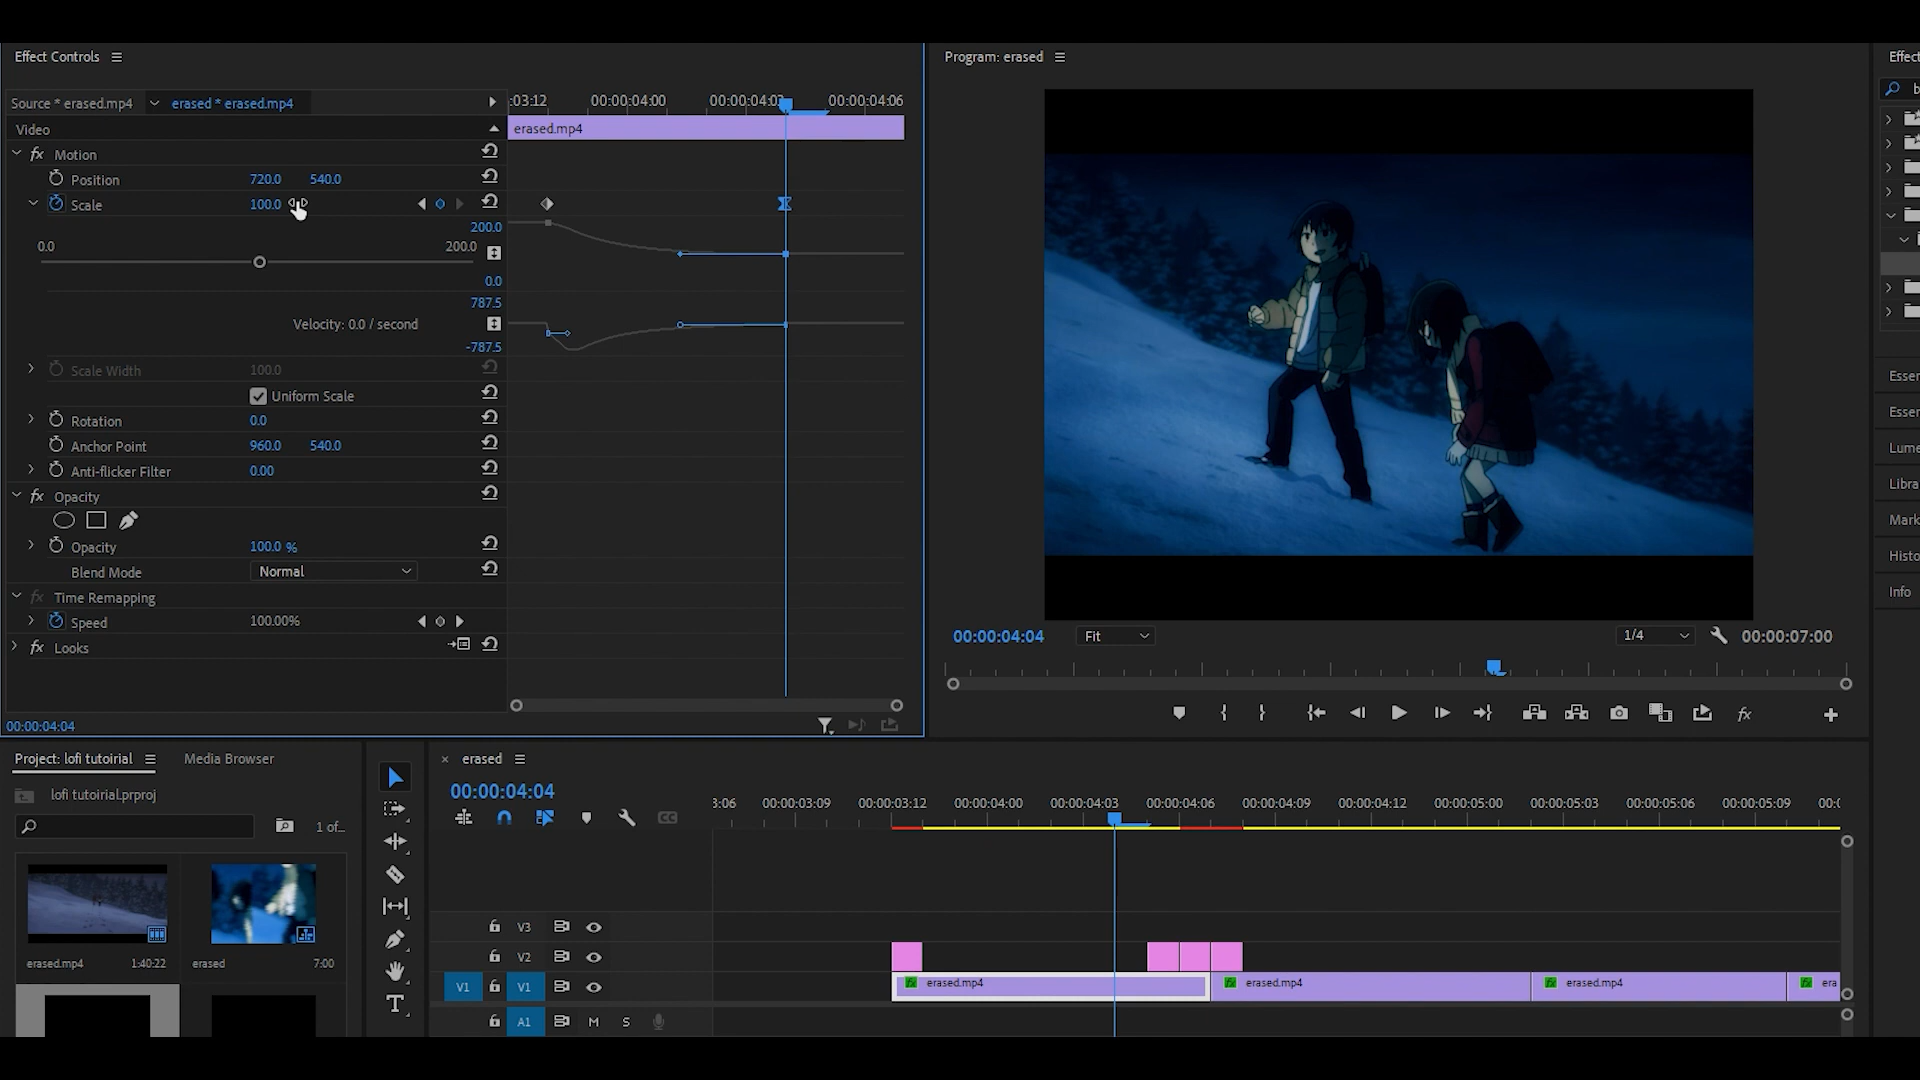 Effect Controls
Program: erased
Effect
Source * erased.mp4
erased * erased.mp4
:03:12
00:00:04:00
00:00:04:03
00:00:04:06
b
Video
erased.mp4
Motion
Position
720.0
540.0
Scale
100.0
200.0
0.0
200.0
0.0
787.5
Velocity: 0.0 / second
-787.5
Scale Width
100.0
Uniform Scale
Rotation
0.0
Anchor Point
960.0
540.0
Anti-flicker Filter
0.00
Opacity
Opacity
100.0 %
Blend Mode
Normal
Time Remapping
Speed
100.00%
Looks
00:00:04:04
00:00:04:04
Fit
1/4
00:00:07:00
fx
Essen
Essen
Lume
Libra
Mark
Histo
Info
Project: lofi tutoirial
Media Browser
lofi tutoirial.prproj
1 of...
erased.mp4
1:40:22
erased
7:00
× erased
00:00:04:04
3:06
00:00:03:09
00:00:03:12
00:00:04:00
00:00:04:03
00:00:04:06
00:00:04:09
00:00:04:12
00:00:05:00
00:00:05:03
00:00:05:06
00:00:05:09
00:0
V3
V2
V1
V1
erased.mp4
erased.mp4
erased.mp4
era
A1
M
S